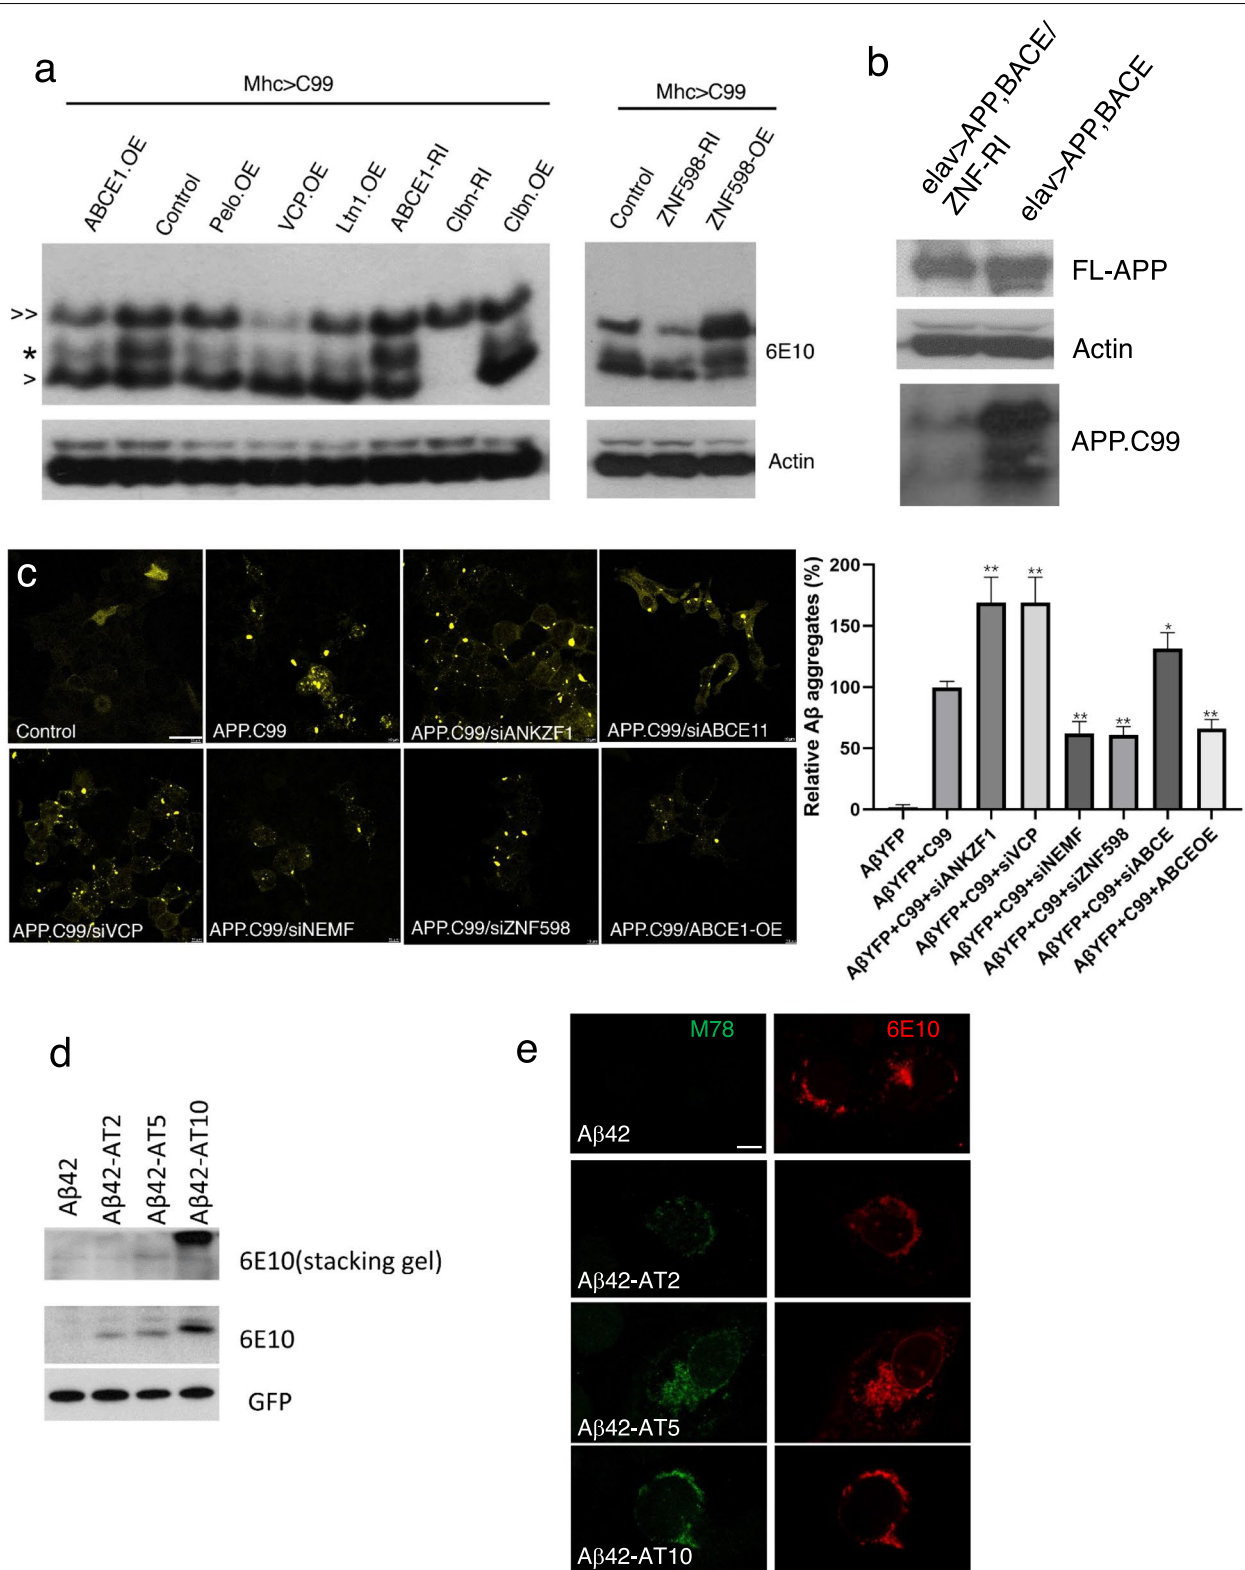 a
Mhc>C99
ABCE1.OE
Control
Pelo.OE
VCP.OE
Ltn1.OE
ABCE1-RI
Clbn-RI
Clbn.OE
>>
*
>
Mhc>C99
Control
ZNF598-RI
ZNF598-OE
6E10
Actin
b
elav>APP,BACE/
ZNF-RI
elav>APP,BACE
FL-APP
Actin
APP.C99
c
Control
APP.C99
APP.C99/siANKZF1
APP.C99/siABCE11
APP.C99/siVCP
APP.C99/siNEMF
APP.C99/siZNF598
APP.C99/ABCE1-OE
Relative Aβ aggregates (%)
200
150
100
50
0
**
**
**
**
*
**
AβYFP
AβYFP+C99
AβYFP+C99+siANKZF1
AβYFP+C99+siVCP
AβYFP+C99+siNEMF
AβYFP+C99+siZNF598
AβYFP+C99+siABCE
AβYFP+C99+ABCEOE
d
Aβ42
Aβ42-AT2
Aβ42-AT5
Aβ42-AT10
6E10(stacking gel)
6E10
GFP
e
M78
6E10
Aβ42
Aβ42-AT2
Aβ42-AT5
Aβ42-AT10